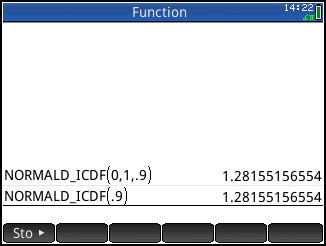 Function
14:22
∡π
NORMALD_ICDF(0,1,.9) 1.28155156554
NORMALD_ICDF(.9) 1.28155156554
Sto ▸